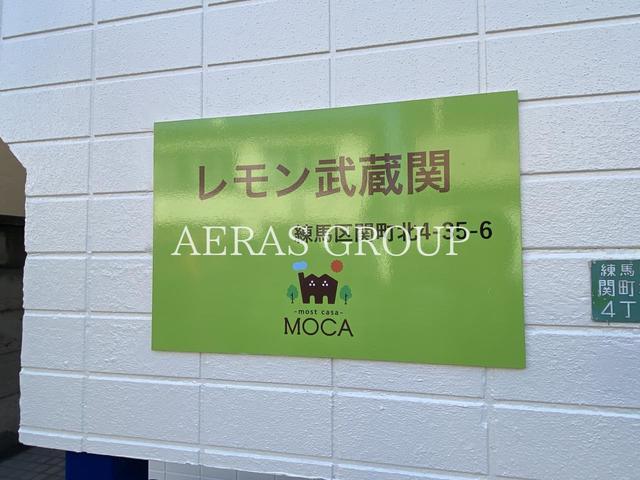 レモン武蔵関
練馬区関町北4-35-6
AERAS GROUP
-most casa-
MOCA
練馬
関町
4丁